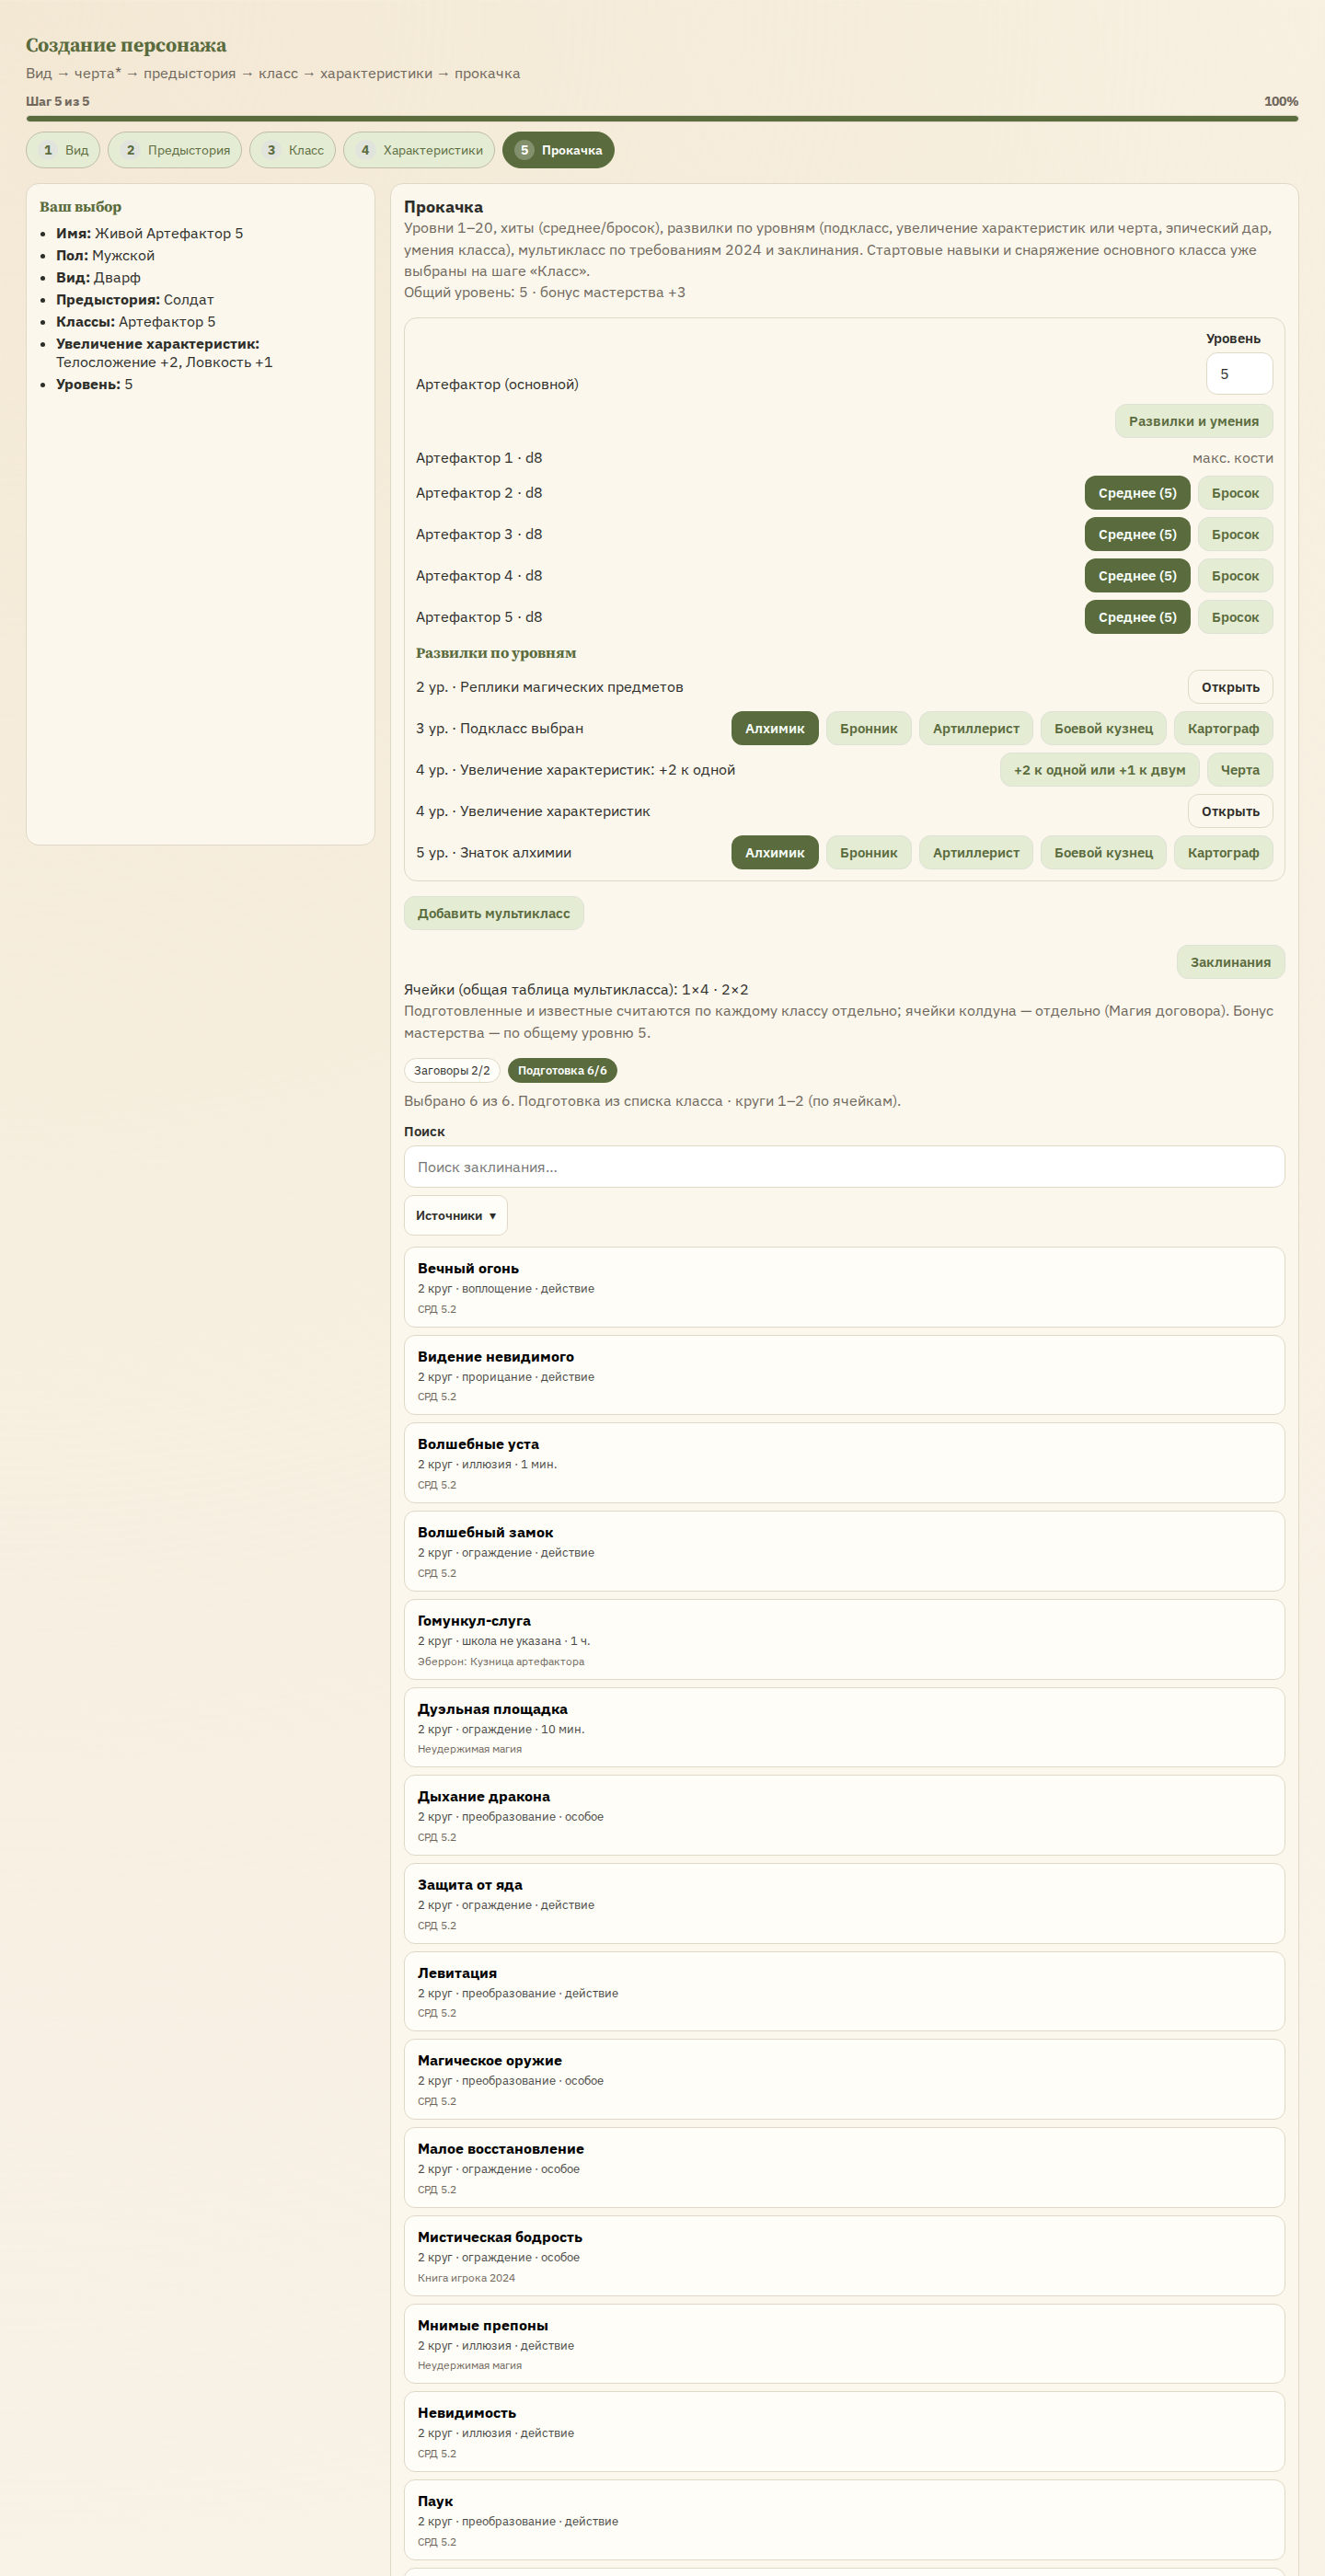 Создание персонажа
Вид → черта* → предыстория → класс → характеристики → прокачка
Шаг 5 из 5
100%
1 Вид
2 Предыстория
3 Класс
4 Характеристики
5 Прокачка
Ваш выбор
Имя: Живой Артефактор 5
Пол: Мужской
Вид: Дварф
Предыстория: Солдат
Классы: Артефактор 5
Увеличение характеристик:
Телосложение +2, Ловкость +1
Уровень: 5
Прокачка
Уровни 1–20, хиты (среднее/бросок), развилки по уровням (подкласс, увеличение характеристик или черта, эпический дар,
умения класса), мультикласс по требованиям 2024 и заклинания. Стартовые навыки и снаряжение основного класса уже
выбраны на шаге «Класс».
Общий уровень: 5 · бонус мастерства +3
Уровень
Артефактор (основной)
5
Развилки и умения
Артефактор 1 · d8
макс. кости
Артефактор 2 · d8
Среднее (5)
Бросок
Артефактор 3 · d8
Среднее (5)
Бросок
Артефактор 4 · d8
Среднее (5)
Бросок
Артефактор 5 · d8
Среднее (5)
Бросок
Развилки по уровням
2 ур. · Реплики магических предметов
Открыть
3 ур. · Подкласс выбран
Алхимик
Бронник
Артиллерист
Боевой кузнец
Картограф
4 ур. · Увеличение характеристик: +2 к одной
+2 к одной или +1 к двум
Черта
4 ур. · Увеличение характеристик
Открыть
5 ур. · Знаток алхимии
Алхимик
Бронник
Артиллерист
Боевой кузнец
Картограф
Добавить мультикласс
Заклинания
Ячейки (общая таблица мультикласса): 1×4 · 2×2
Подготовленные и известные считаются по каждому классу отдельно; ячейки колдуна — отдельно (Магия договора). Бонус
мастерства — по общему уровню 5.
Заговоры 2/2
Подготовка 6/6
Выбрано 6 из 6. Подготовка из списка класса · круги 1–2 (по ячейкам).
Поиск
Поиск заклинания...
Источники ▾
Вечный огонь
2 круг · воплощение · действие
СРД 5.2
Видение невидимого
2 круг · прорицание · действие
СРД 5.2
Волшебные уста
2 круг · иллюзия · 1 мин.
СРД 5.2
Волшебный замок
2 круг · ограждение · действие
СРД 5.2
Гомункул-слуга
2 круг · школа не указана · 1 ч.
Эберрон: Кузница артефактора
Дуэльная площадка
2 круг · ограждение · 10 мин.
Неудержимая магия
Дыхание дракона
2 круг · преобразование · особое
СРД 5.2
Защита от яда
2 круг · ограждение · действие
СРД 5.2
Левитация
2 круг · преобразование · действие
СРД 5.2
Магическое оружие
2 круг · преобразование · особое
СРД 5.2
Малое восстановление
2 круг · ограждение · особое
СРД 5.2
Мистическая бодрость
2 круг · ограждение · особое
Книга игрока 2024
Мнимые препоны
2 круг · иллюзия · действие
Неудержимая магия
Невидимость
2 круг · иллюзия · действие
СРД 5.2
Паук
2 круг · преобразование · действие
СРД 5.2